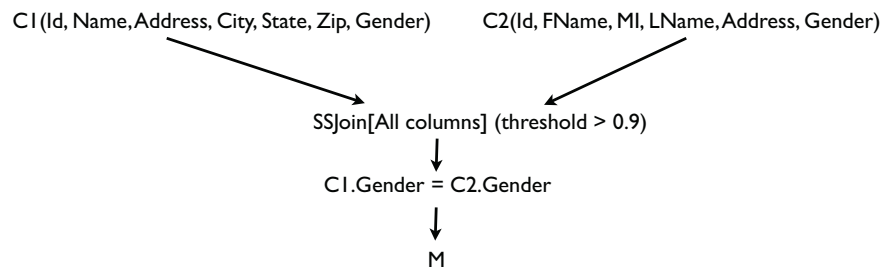 C1(Id, Name, Address, City, State, Zip, Gender)
C2(Id, FName, MI, LName, Address, Gender)
SSJoin[All columns] (threshold > 0.9)
C1.Gender = C2.Gender
M